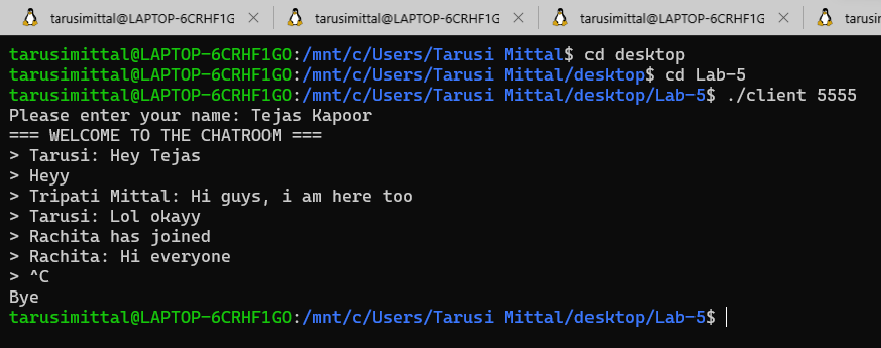 tarusimittal@LAPTOP-6CRHF1G tarusimittal@LAPTOP-6CRHF1G tarusimittal@LAPTOP-6CRHF1G tarusim
tarusimittal@LAPTOP-6CRHF1GO:/mnt/c/Users/Tarusi Mittal$ cd desktop
tarusimittal@LAPTOP-6CRHF1GO:/mnt/c/Users/Tarusi Mittal/desktop$ cd Lab-5
tarusimittal@LAPTOP-6CRHF1GO:/mnt/c/Users/Tarusi Mittal/desktop/Lab-5$ ./client 5555
Please enter your name: Tejas Kapoor
=== WELCOME TO THE CHATROOM ===
> Tarusi: Hey Tejas
> Heyy
> Tripati Mittal: Hi guys, i am here too
> Tarusi: Lol okayy
> Rachita has joined
> Rachita: Hi everyone
> ^C
Bye
tarusimittal@LAPTOP-6CRHF1GO:/mnt/c/Users/Tarusi Mittal/desktop/Lab-5$